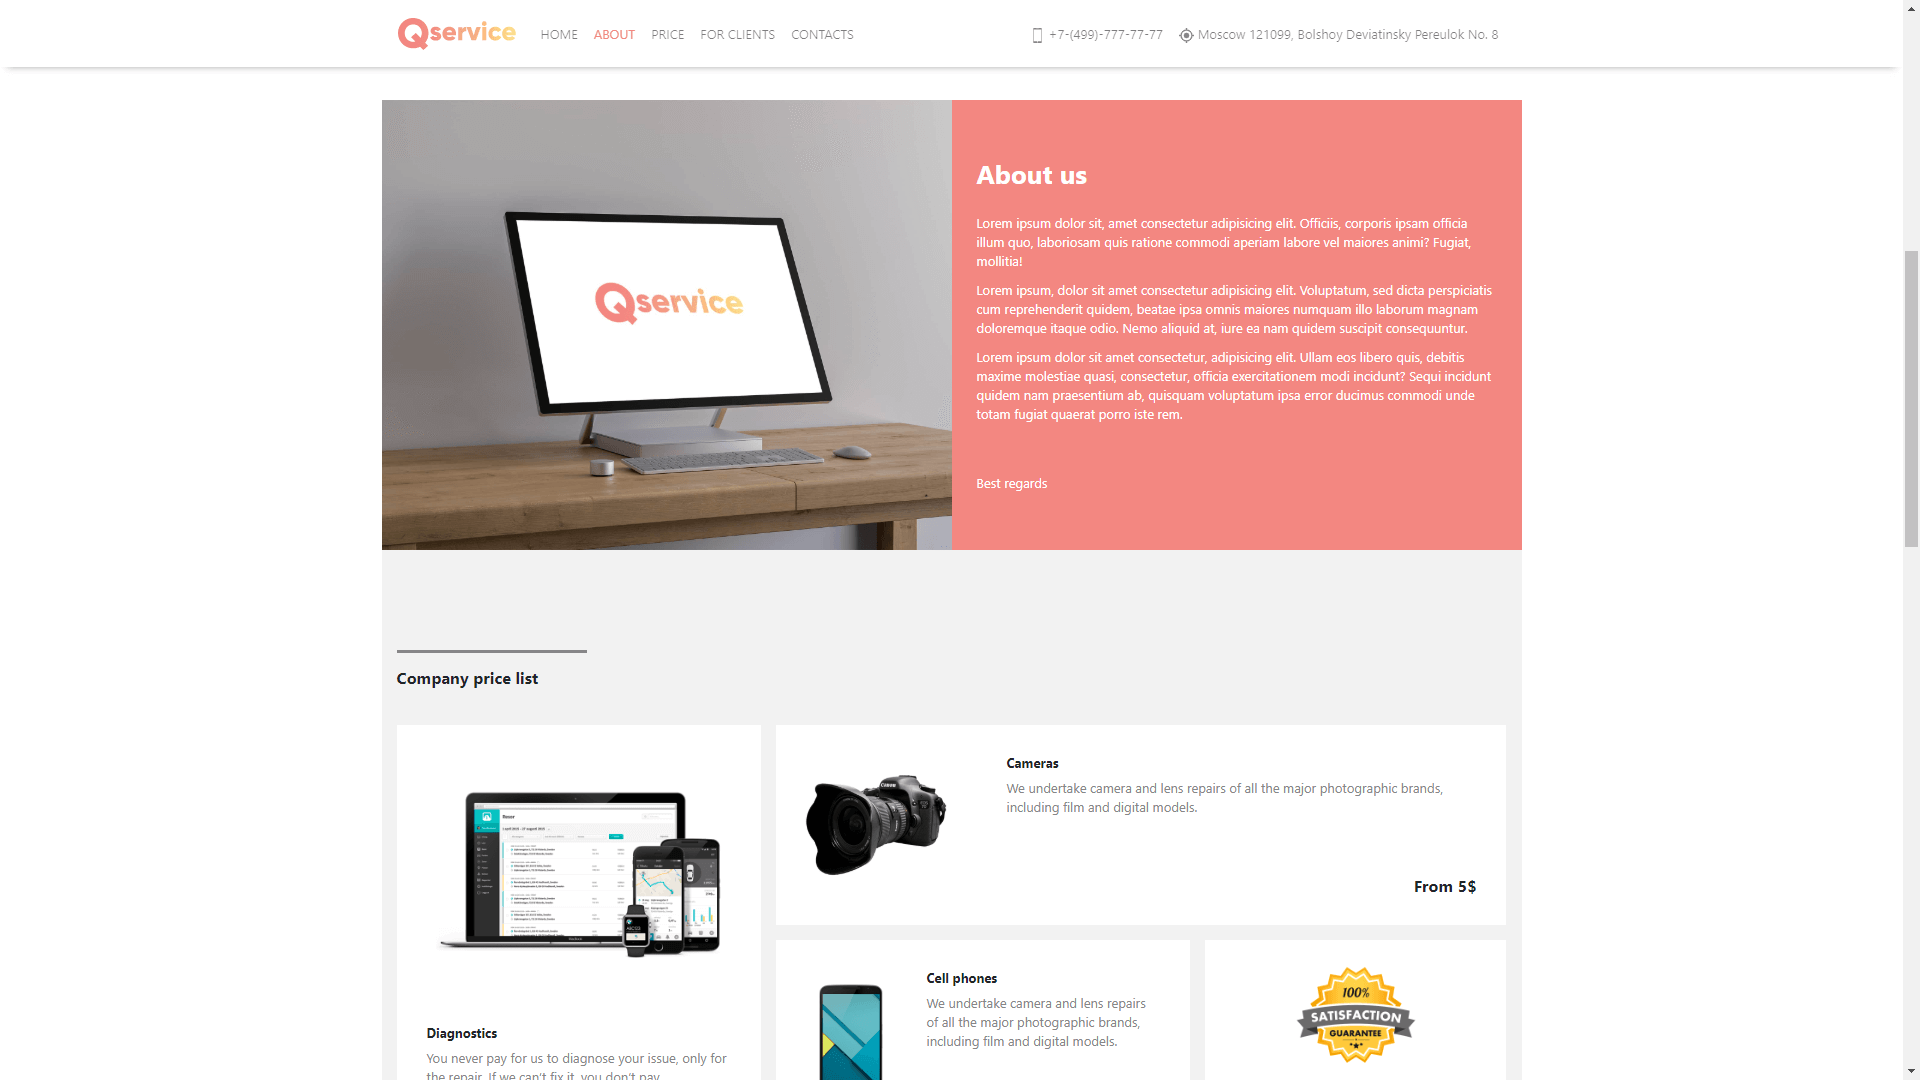 Qservice
HOME
ABOUT
PRICE
FOR CLIENTS
CONTACTS
+7-(499)-777-77-77
Moscow 121099, Bolshoy Deviatinsky Pereulok No. 8
Qservice
About us
Lorem ipsum dolor sit, amet consectetur adipisicing elit. Officiis, corporis ipsam officia
illum quo, laboriosam quis ratione commodi aperiam labore vel maiores animi? Fugiat,
mollitia!
Lorem ipsum, dolor sit amet consectetur adipisicing elit. Voluptatum, sed dicta perspiciatis
cum reprehenderit quidem, beatae ipsa omnis maiores numquam illo laborum magnam
doloremque itaque odio. Nemo aliquid at, iure ea nam quidem suscipit consequuntur.
Lorem ipsum dolor sit amet consectetur, adipisicing elit. Ullam eos libero quis, debitis
maxime molestiae quasi, consectetur, officia exercitationem modi incidunt? Sequi incidunt
quidem nam praesentium ab, quisquam voluptatum ipsa error ducimus commodi unde
totam fugiat quaerat porro iste rem.
Best regards
Company price list
Diagnostics
You never pay for us to diagnose your issue, only for
the repair. If we can't fix it, you don't pay.
Cameras
We undertake camera and lens repairs of all the major photographic brands,
including film and digital models.
From 5$
Cell phones
We undertake camera and lens repairs
of all the major photographic brands,
including film and digital models.
100%
SATISFACTION
GUARANTEE